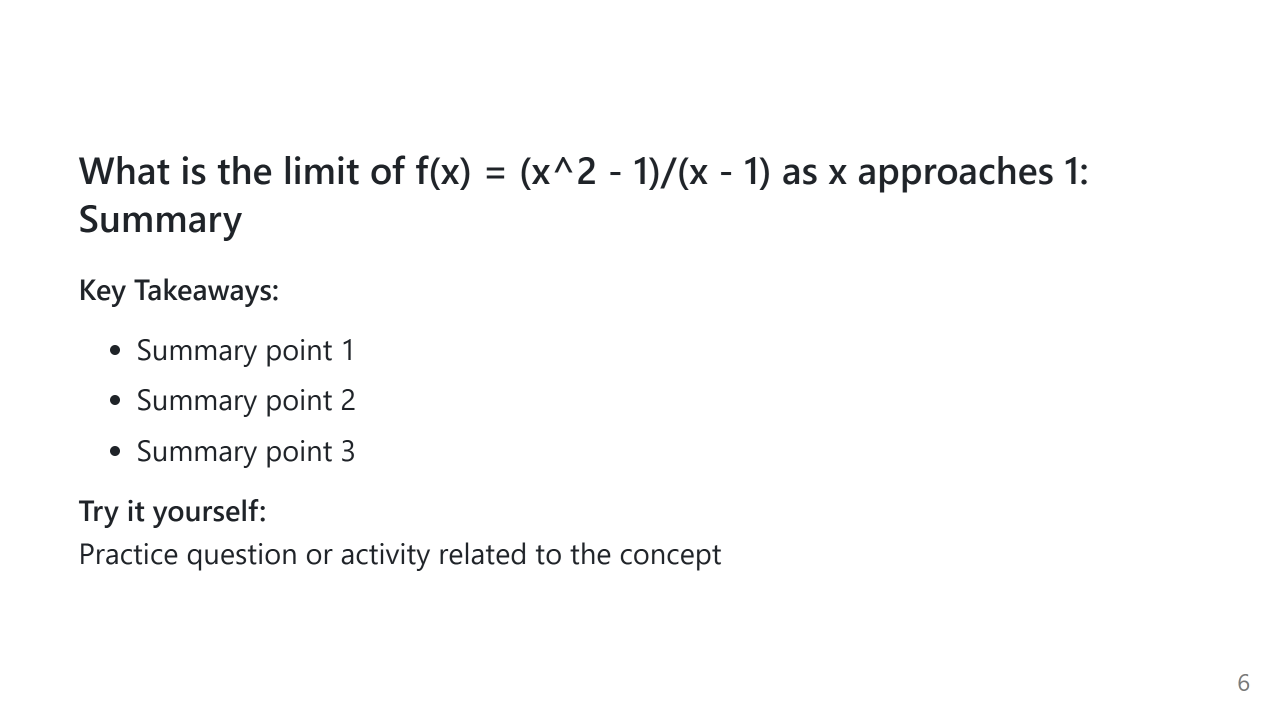 What is the limit of f(x) = (x^2 - 1)/(x - 1) as x approaches 1:
Summary
Key Takeaways:
• Summary point 1
• Summary point 2
• Summary point 3
Try it yourself:
Practice question or activity related to the concept
6